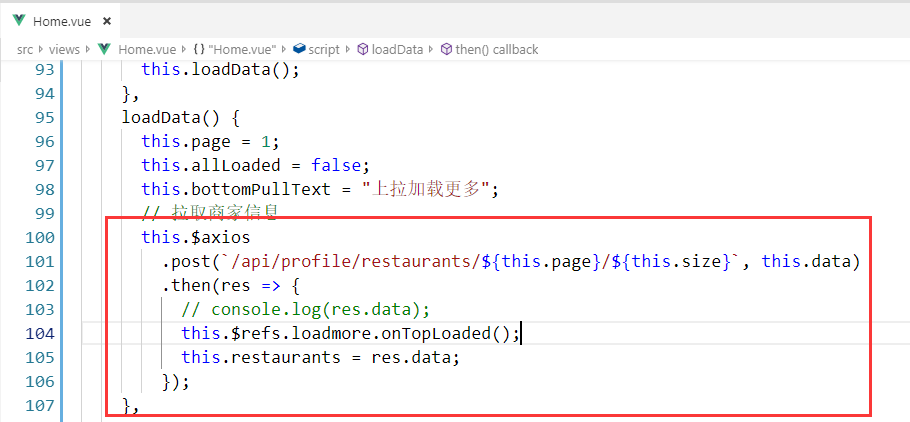 Home.vue ×
src > views > Home.vue > {} "Home.vue" > script > loadData > then() callback
93 this.loadData();
94 },
95 loadData() {
96 this.page = 1;
97 this.allLoaded = false;
98 this.bottomPullText = "上拉加载更多";
99 // 拉取商家信息
100 this.$axios
101 .post(`/api/profile/restaurants/${this.page}/${this.size}`, this.data)
102 .then(res => {
103 // console.log(res.data);
104 this.$refs.loadmore.onTopLoaded();
105 this.restaurants = res.data;
106 });
107 },